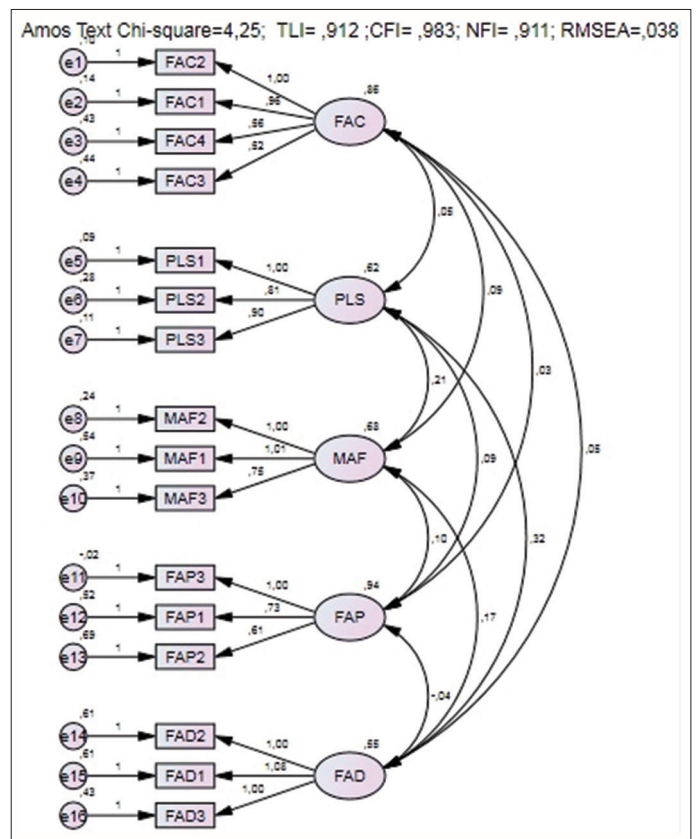 Amos Text Chi-square=4,25; TLI= ,912 ;CFI= ,983; NFI= ,911; RMSEA=,038
e1 1 FAC2 1,00 ,86
,14
e2 1 FAC1 ,96 FAC
,43
e3 1 FAC4 ,56
,44
e4 1 FAC3 ,52
,05
,09
e5 1 PLS1 1,00 ,62
,28
e6 1 PLS2 ,81 PLS ,09
,11
e7 1 PLS3 ,90
,21 ,03
,24
e8 1 MAF2 1,00 ,68
,54
e9 1 MAF1 1,01 MAF ,09 ,05
,37
e10 1 MAF3 ,75
,10 ,32
-,02
e11 1 FAP3 1,00 ,94
,52
e12 1 FAP1 ,73 FAP ,17
,69
e13 1 FAP2 ,61
-,04
,61
e14 1 FAD2 1,00 ,55
,61
e15 1 FAD1 1,08 FAD
,43
e16 1 FAD3 1,00